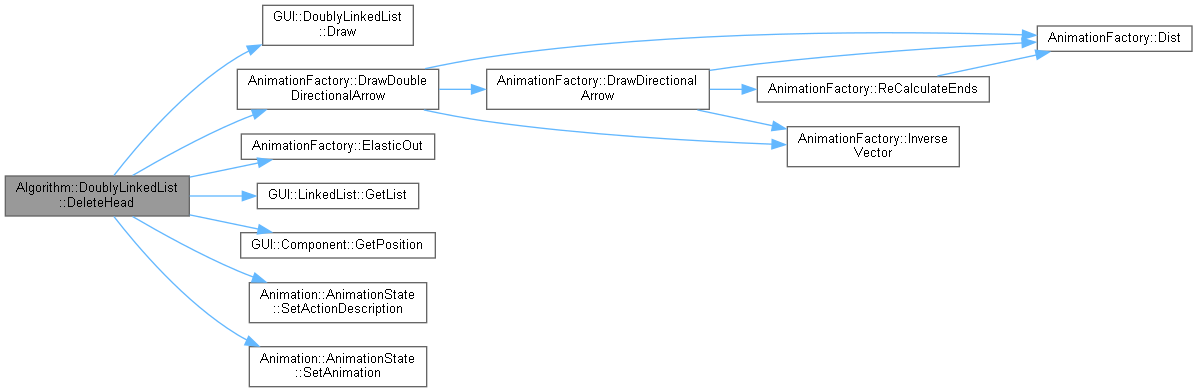 Algorithm::DoublyLinkedList
::DeleteHead
GUI::DoublyLinkedList
::Draw
AnimationFactory::DrawDouble
DirectionalArrow
AnimationFactory::ElasticOut
GUI::LinkedList::GetList
GUI::Component::GetPosition
Animation::AnimationState
::SetActionDescription
Animation::AnimationState
::SetAnimation
AnimationFactory::DrawDirectional
Arrow
AnimationFactory::ReCalculateEnds
AnimationFactory::Inverse
Vector
AnimationFactory::Dist